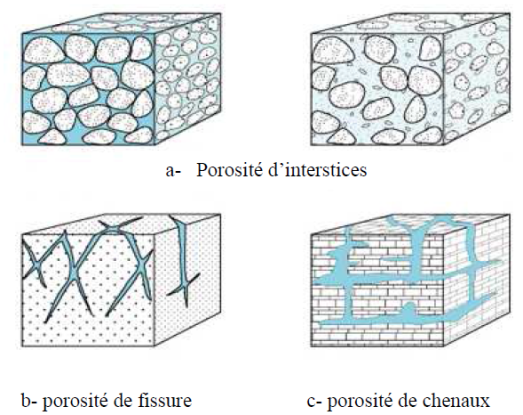 a- Porosité d’interstices
b- porosité de fissure
c- porosité de chenaux